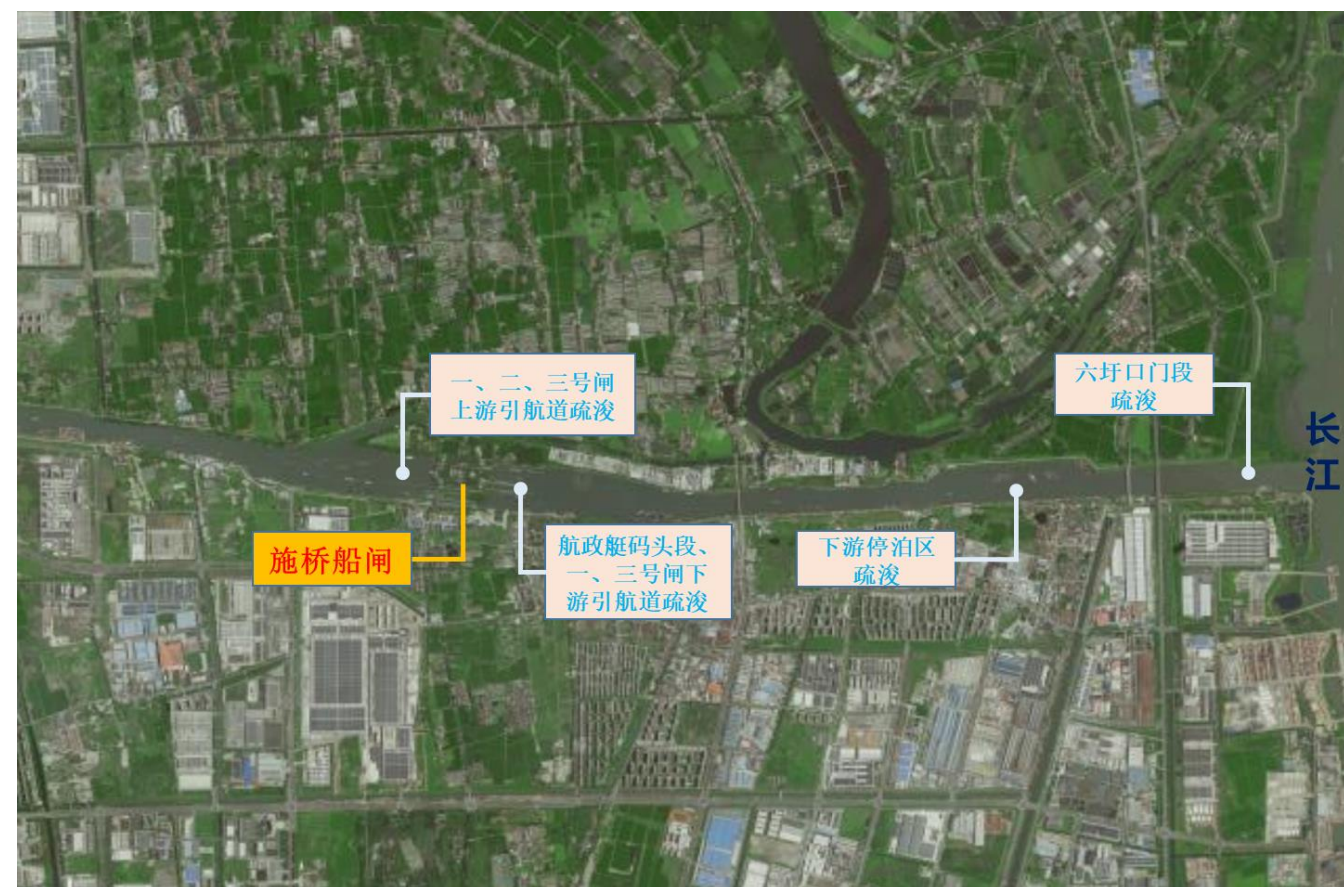 一、二、三号闸
上游引航道疏浚
六圩口门段
疏浚
长
江
施桥船闸
航政艇码头段、
一、三号闸下
游引航道疏浚
下游停泊区
疏浚